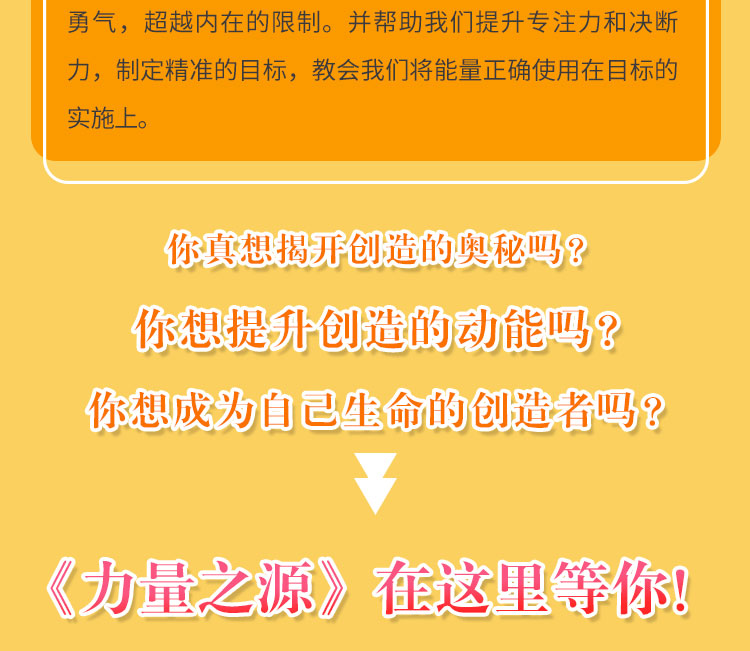 勇气，超越内在的限制。并帮助我们提升专注力和决断
力，制定精准的目标，教会我们将能量正确使用在目标的
实施上。
你真想揭开创造的奥秘吗？
你想提升创造的动能吗？
你想成为自己生命的创造者吗？
《力量之源》在这里等你！